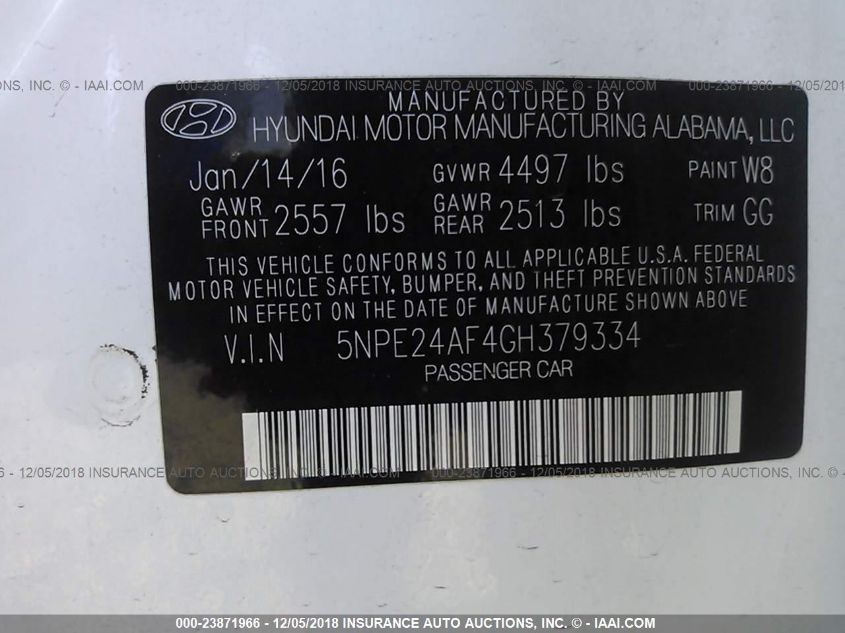 INC. © - IAAI.COM 000-23871966 - 12/05/2018 INSURANCE AUTO AUCTIONS, INC. © - IAAI.COM
MANUFACTURED BY
HYUNDAI MOTOR MANUFACTURING ALABAMA, LLC
Jan/14/16 GVWR 4497 lbs PAINT W8
GAWR FRONT 2557 lbs GAWR REAR 2513 lbs TRIM GG
THIS VEHICLE CONFORMS TO ALL APPLICABLE U.S.A. FEDERAL
MOTOR VEHICLE SAFETY, BUMPER, AND THEFT PREVENTION STANDARDS
IN EFFECT ON THE DATE OF MANUFACTURE SHOWN ABOVE
V.I.N 5NPE24AF4GH379334
PASSENGER CAR
000-23871966 - 12/05/2018 INSURANCE AUTO AUCTIONS, INC. © - IAAI.COM 000-23871966 - 12/05/2018 INSURANCE AUTO AUCTIONS, INC.
000-23871966 - 12/05/2018 INSURANCE AUTO AUCTIONS, INC. © - IAAI.COM